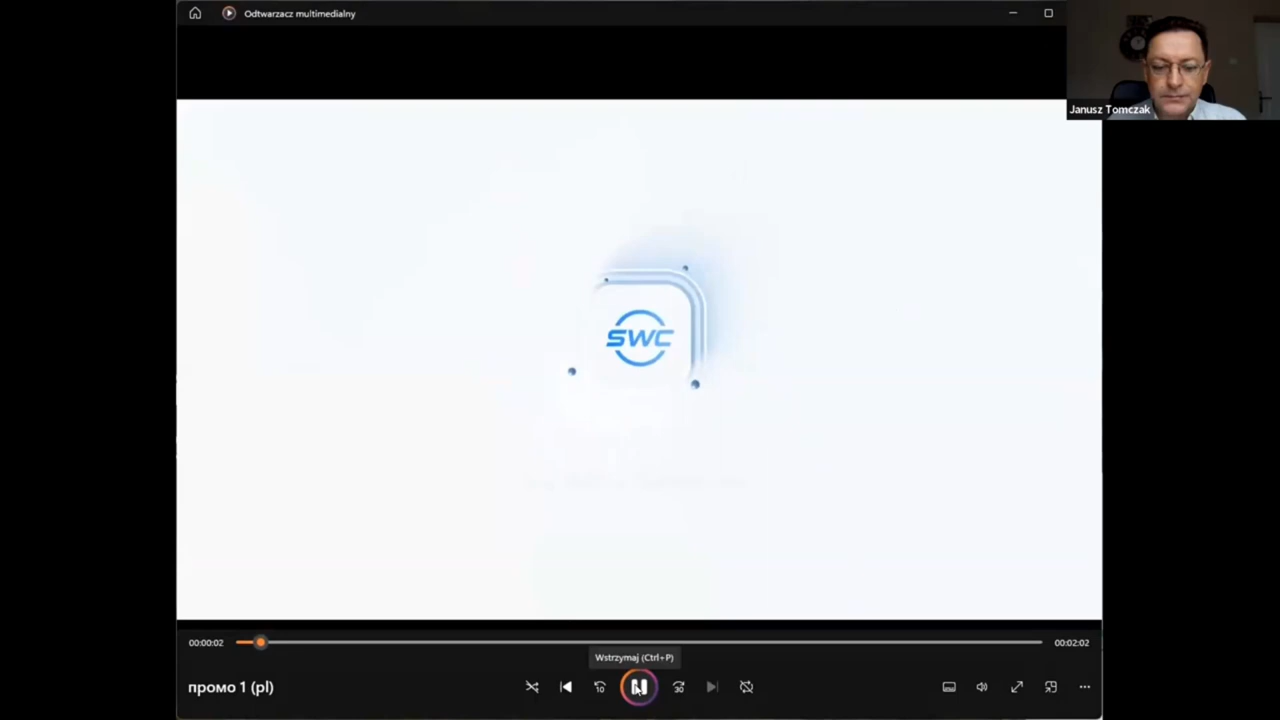 Odtwarzacz multimedialny
Janusz Tomczak
SWC
00:00:02
00:02:02
Wstrzymaj (Ctrl+P)
промо 1 (pl)
10
30